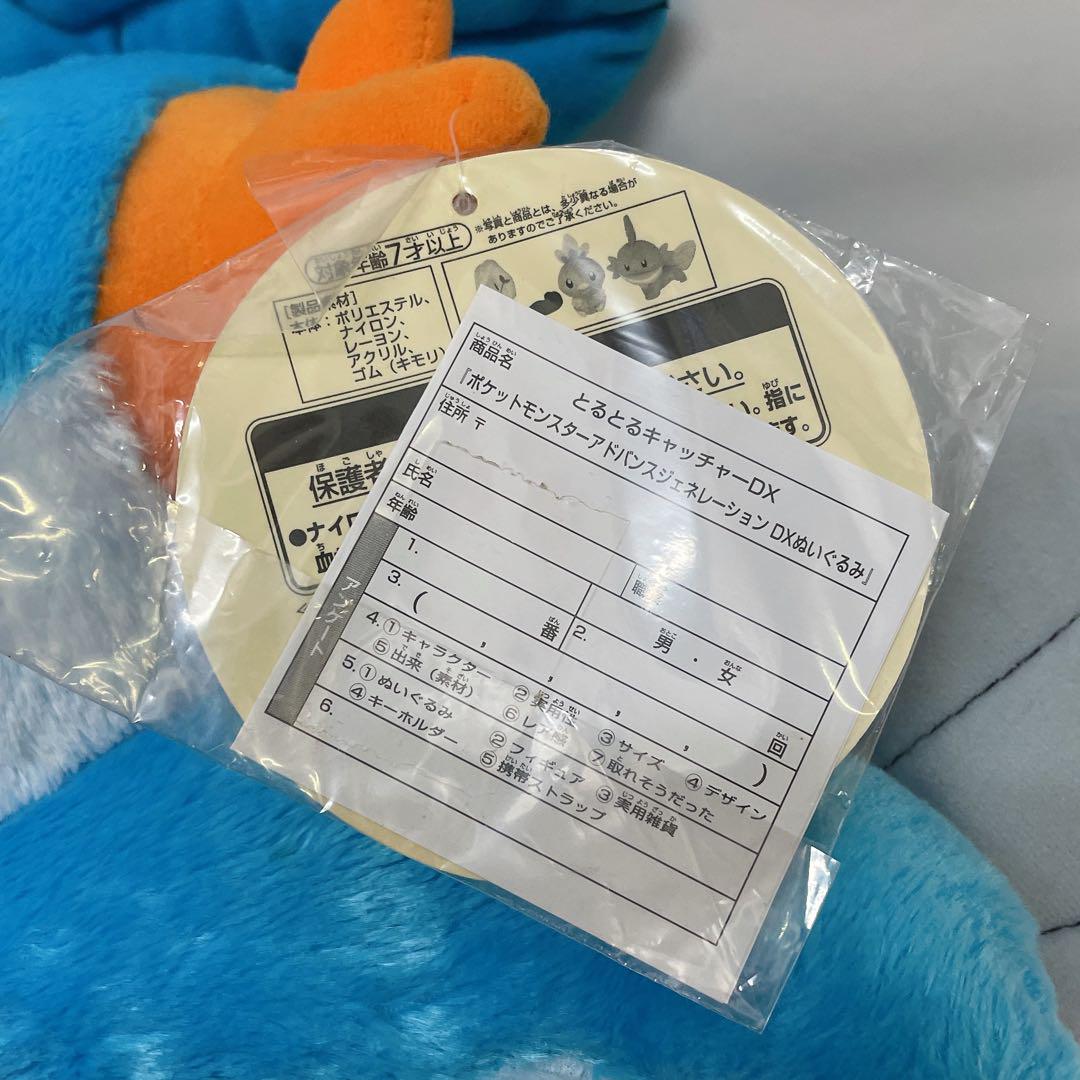 年齢7才以上
※写真と商品とは、多少異なる場合が
ありますのでご了承ください。
[製品素材]
本体：ポリエステル、
ナイロン、
レーヨン、
アクリル、
ゴム（キモリ）
さい。
い。指に
す。
保護者
●ナイロ
商品名
とるとるキャッチャーDX
『ポケットモンスターアドバンスジェネレーション DXぬいぐるみ』
住所 〒
氏名
年齢
職
アンケート
1.
2. 男 ・ 女
3. ( 番 , , , , 回 )
4. ①キャラクター ②実用性 ③サイズ ④デザイン
⑤出来（素材） ⑥レア感 ⑦取れそうだった
5. ①ぬいぐるみ ②フィギュア ③実用雑貨
④キーホルダー ⑤携帯ストラップ
6.